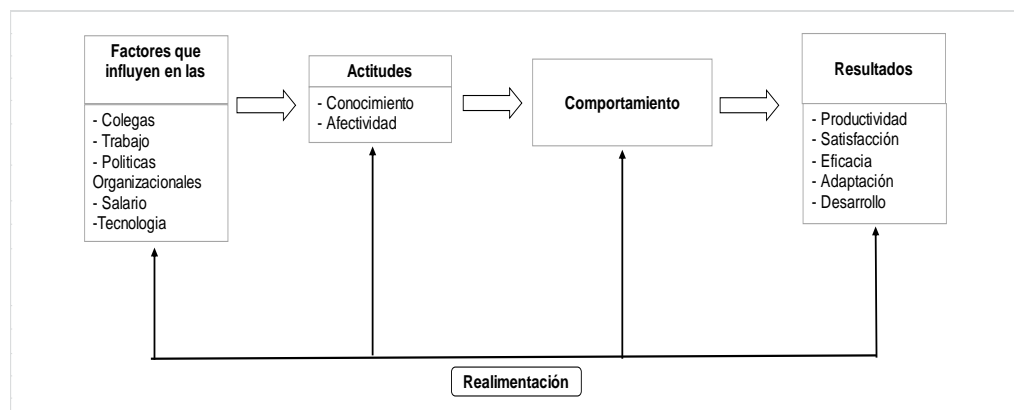 Factores que
influyen en las
- Colegas
- Trabajo
- Politicas
Organizacionales
- Salario
-Tecnologia
Actitudes
- Conocimiento
- Afectividad
Comportamiento
Resultados
- Productividad
- Satisfacción
- Eficacia
- Adaptación
- Desarrollo
Realimentación